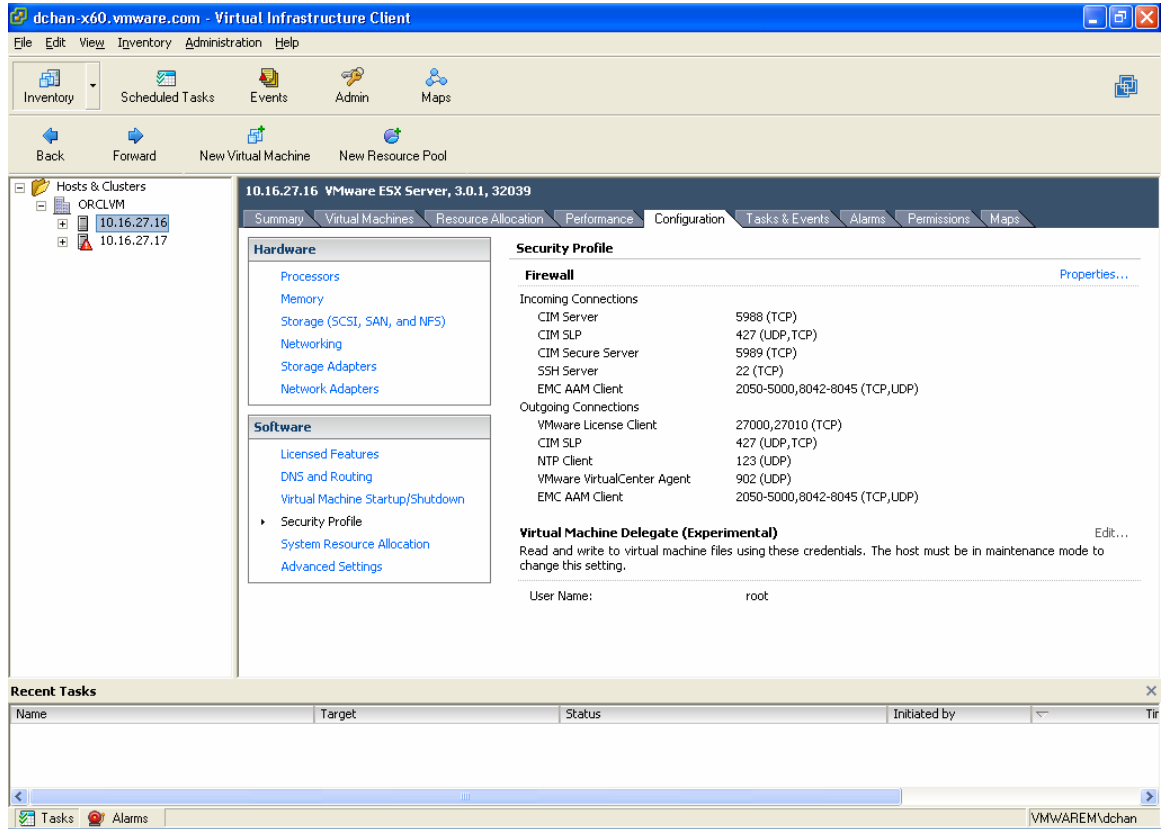 dchan-x60.vmware.com - Virtual Infrastructure Client
File Edit View Inventory Administration Help
Inventory Scheduled Tasks Events Admin Maps
Back Forward New Virtual Machine New Resource Pool
Hosts & Clusters
ORCLVM
10.16.27.16
10.16.27.17
10.16.27.16 VMware ESX Server, 3.0.1, 32039
Summary Virtual Machines Resource Allocation Performance Configuration Tasks & Events Alarms Permissions Maps
Hardware
Processors
Memory
Storage (SCSI, SAN, and NFS)
Networking
Storage Adapters
Network Adapters
Software
Licensed Features
DNS and Routing
Virtual Machine Startup/Shutdown
Security Profile
System Resource Allocation
Advanced Settings
Security Profile
Firewall Properties...
Incoming Connections
CIM Server 5988 (TCP)
CIM SLP 427 (UDP,TCP)
CIM Secure Server 5989 (TCP)
SSH Server 22 (TCP)
EMC AAM Client 2050-5000,8042-8045 (TCP,UDP)
Outgoing Connections
VMware License Client 27000,27010 (TCP)
CIM SLP 427 (UDP,TCP)
NTP Client 123 (UDP)
VMware VirtualCenter Agent 902 (UDP)
EMC AAM Client 2050-5000,8042-8045 (TCP,UDP)
Virtual Machine Delegate (Experimental) Edit...
Read and write to virtual machine files using these credentials. The host must be in maintenance mode to
change this setting.
User Name: root
Recent Tasks
Name Target Status Initiated by Tir
Tasks Alarms VMWAREM\dchan